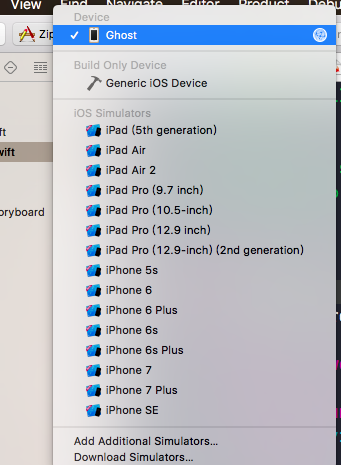 View Find Navigate Editor Product
Device
Zip
✓ Ghost
Build Only Device
Generic iOS Device
iOS Simulators
iPad (5th generation)
ft
iPad Air
wift
iPad Air 2
iPad Pro (9.7 inch)
iPad Pro (10.5-inch)
oryboard
iPad Pro (12.9 inch)
iPad Pro (12.9-inch) (2nd generation)
iPhone 5s
iPhone 6
iPhone 6 Plus
iPhone 6s
iPhone 6s Plus
iPhone 7
iPhone 7 Plus
iPhone SE
Add Additional Simulators...
Download Simulators...